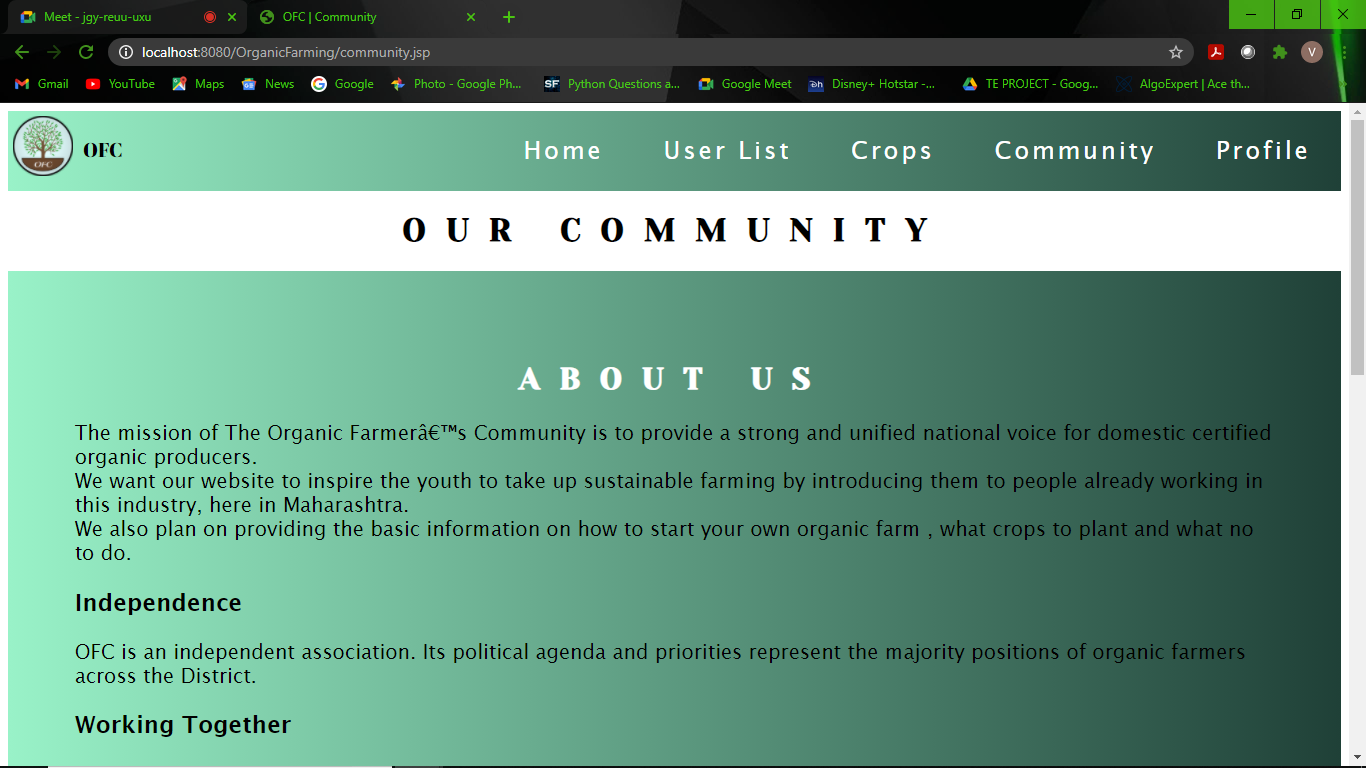 Meet - jgy-reuu-uxu
OFC | Community
localhost:8080/OrganicFarming/community.jsp
V
Gmail
YouTube
Maps
News
Google
Photo - Google Ph...
SF
Python Questions a...
Google Meet
Disney+ Hotstar -...
TE PROJECT - Goog...
AlgoExpert | Ace th...
OFC
OFC
Home
User List
Crops
Community
Profile
OUR COMMUNITY
ABOUT US
The mission of The Organic Farmerâ€™s Community is to provide a strong and unified national voice for domestic certified
organic producers.
We want our website to inspire the youth to take up sustainable farming by introducing them to people already working in
this industry, here in Maharashtra.
We also plan on providing the basic information on how to start your own organic farm , what crops to plant and what no
to do.
Independence
OFC is an independent association. Its political agenda and priorities represent the majority positions of organic farmers
across the District.
Working Together